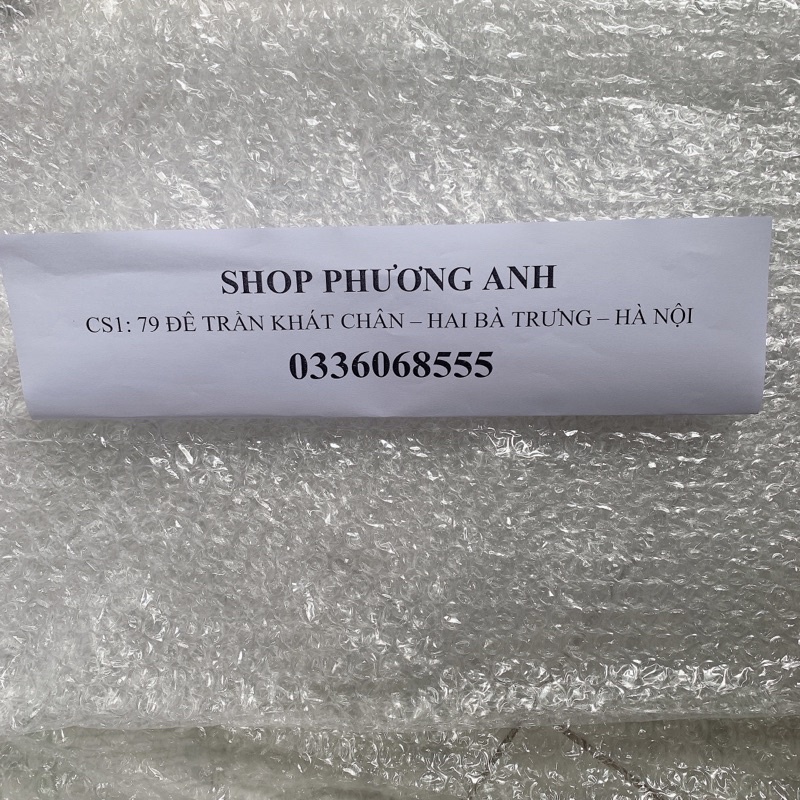 SHOP PHƯƠNG ANH
CS1: 79 ĐÊ TRẦN KHÁT CHÂN – HAI BÀ TRƯNG – HÀ NỘI
0336068555